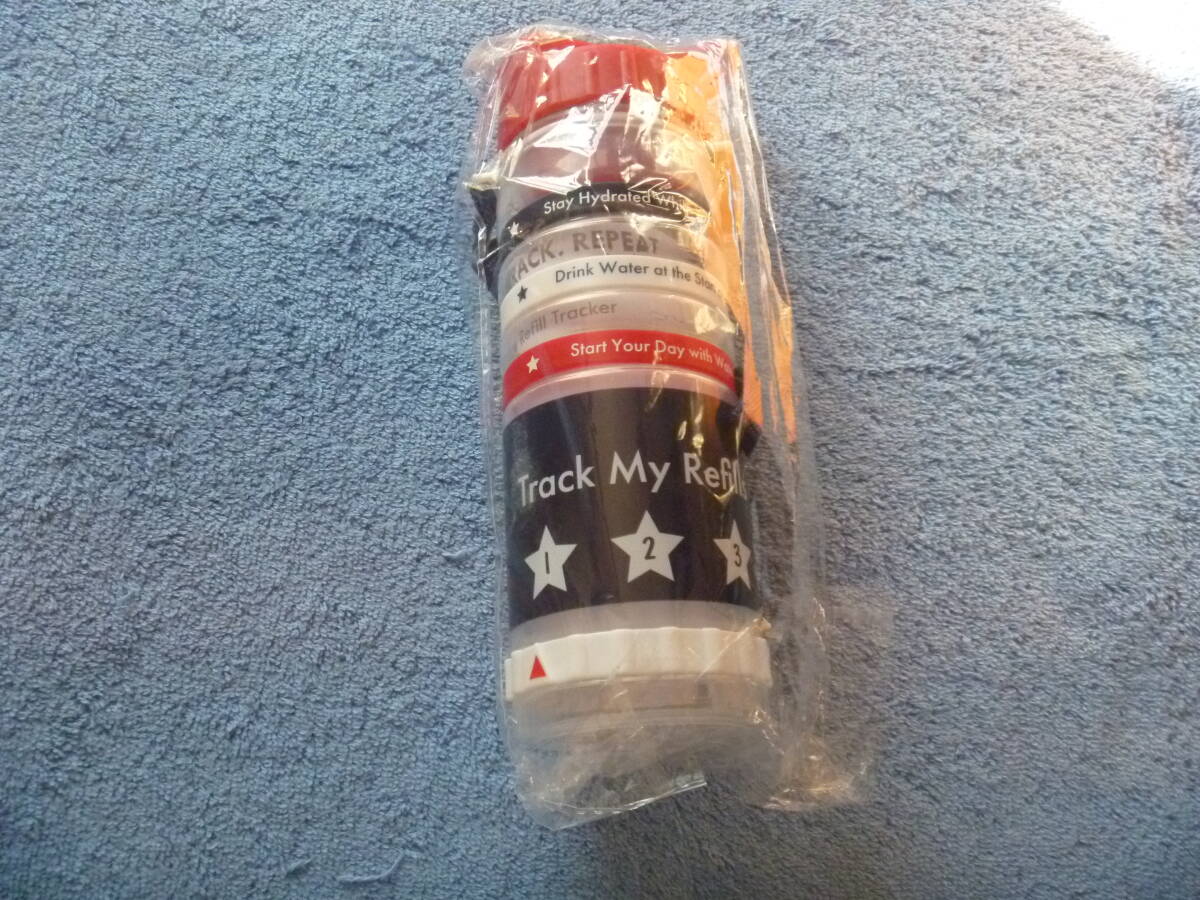 Stay Hydrated
RACK. REPEAT
Drink Water at the
Refill Tracker
Start Your Day with
Track My Refill
1 2 3